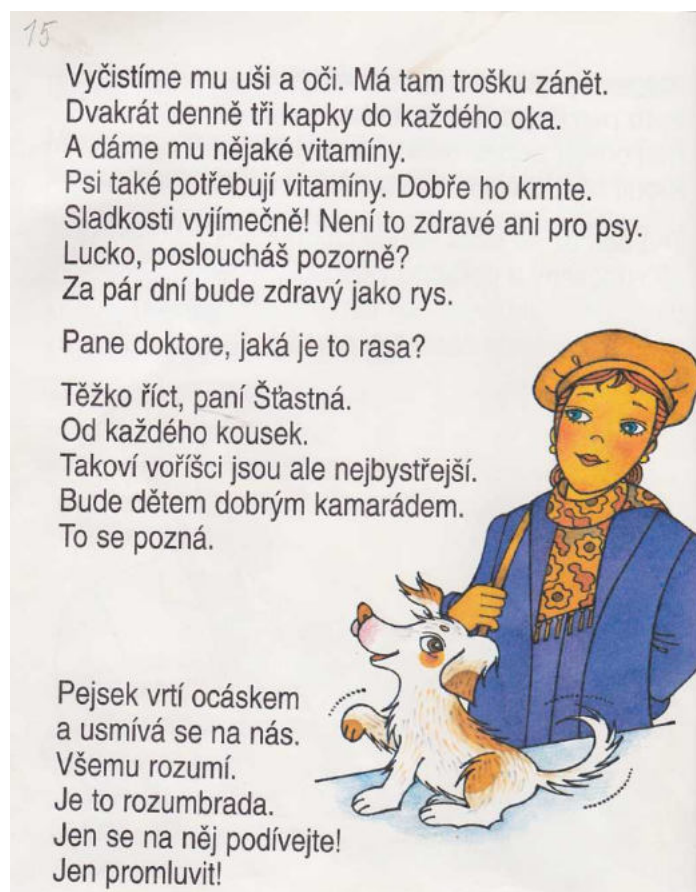 15
Vyčistíme mu uši a oči. Má tam trošku zánět.
Dvakrát denně tři kapky do každého oka.
A dáme mu nějaké vitamíny.
Psi také potřebují vitamíny. Dobře ho krmte.
Sladkosti vyjímečně! Není to zdravé ani pro psy.
Lucko, posloucháš pozorně?
Za pár dní bude zdravý jako rys.
Pane doktore, jaká je to rasa?
Těžko říct, paní Šťastná.
Od každého kousek.
Takoví voříšci jsou ale nejbystřejší.
Bude dětem dobrým kamarádem.
To se pozná.
Pejsek vrtí ocáskem
a usmívá se na nás.
Všemu rozumí.
Je to rozumbrada.
Jen se na něj podívejte!
Jen promluvit!